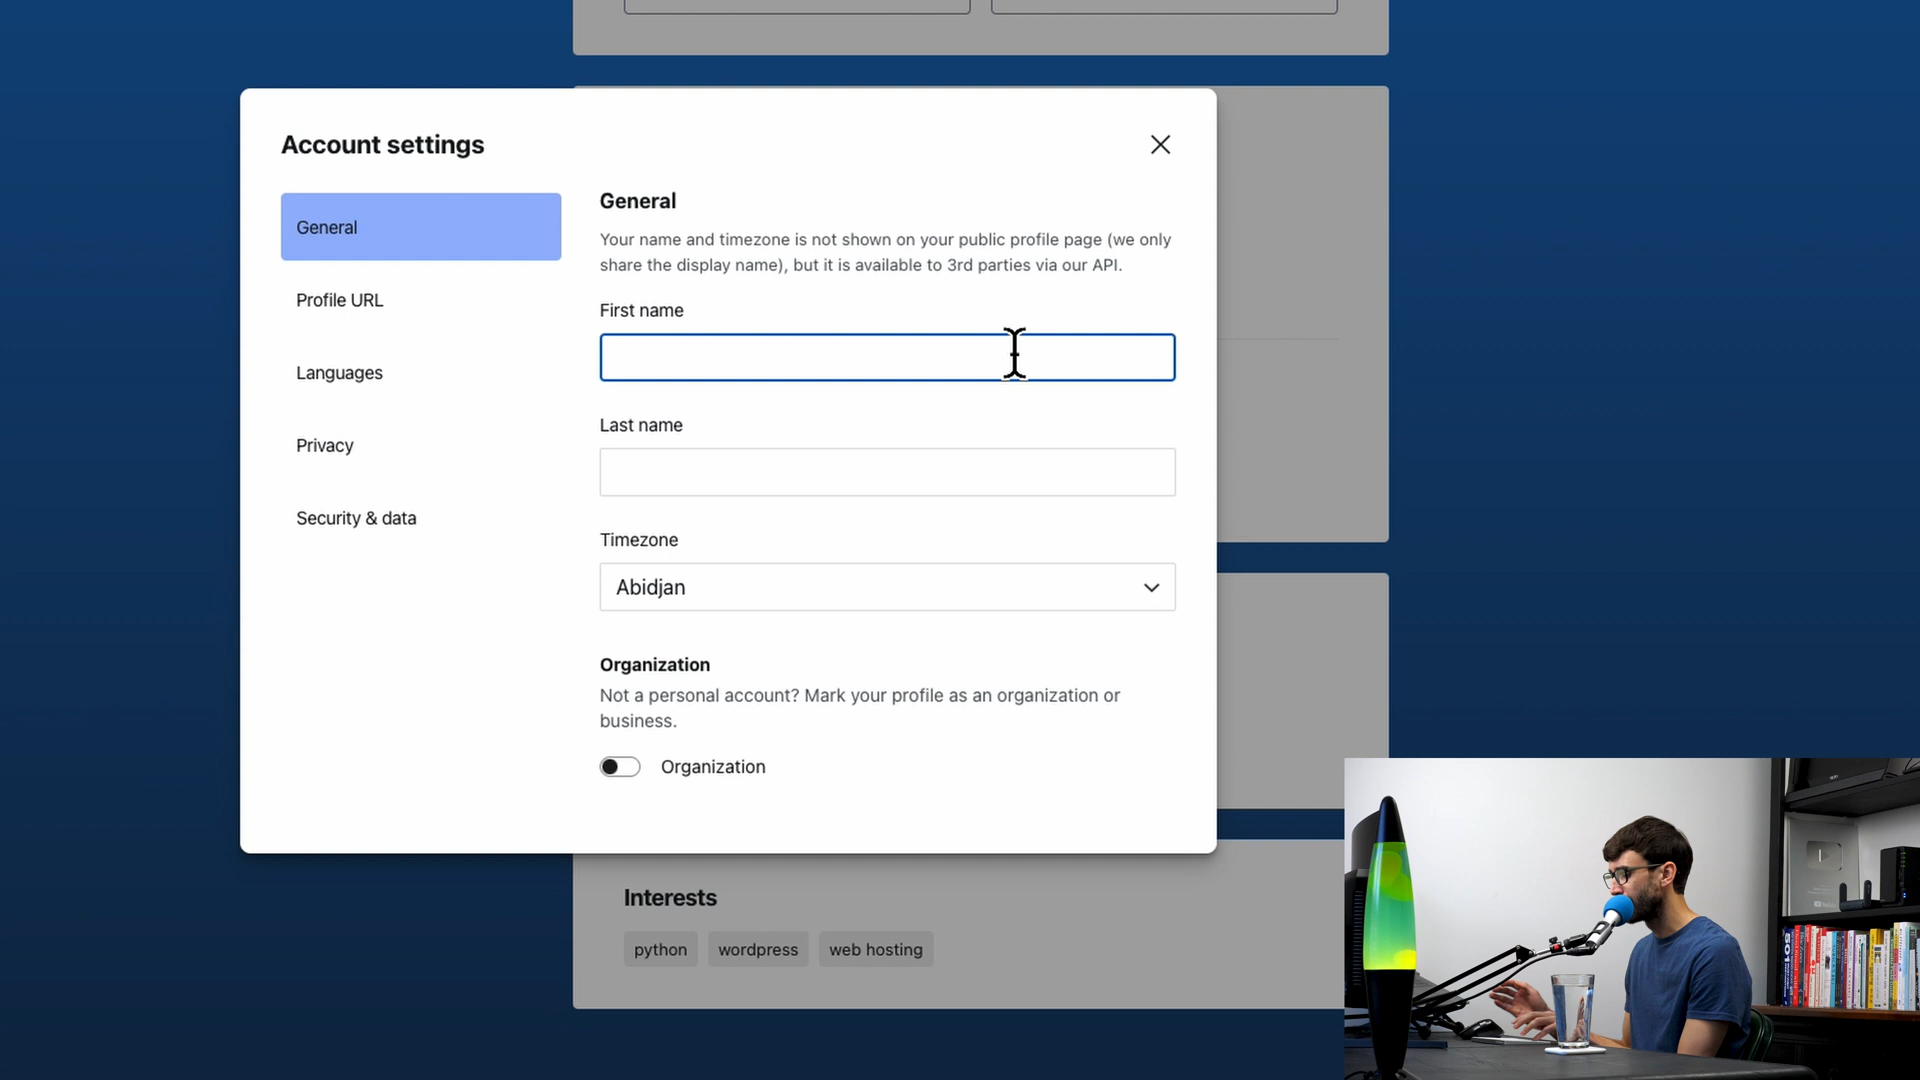 Account settings
General
Profile URL
Languages
Privacy
Security & data
General
Your name and timezone is not shown on your public profile page (we only
share the display name), but it is available to 3rd parties via our API.
First name
Last name
Timezone
Abidjan
Organization
Not a personal account? Mark your profile as an organization or
business.
Organization
Interests
python
wordpress
web hosting
501